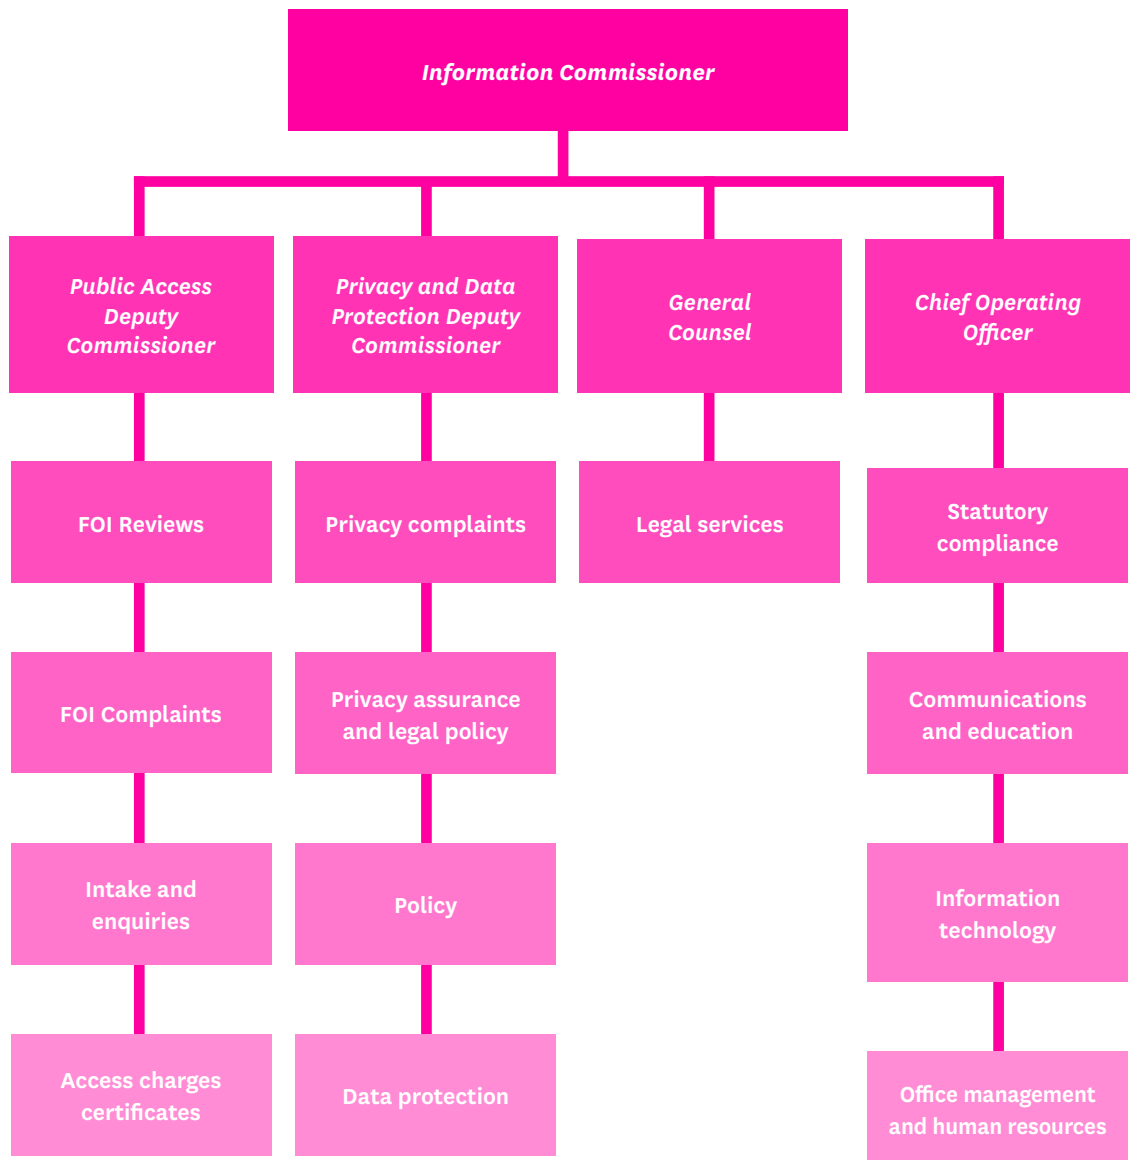 Information Commissioner
Public Access
Deputy
Commissioner
Privacy and Data
Protection Deputy
Commissioner
General
Counsel
Chief Operating
Officer
FOI Reviews
Privacy complaints
Legal services
Statutory
compliance
FOI Complaints
Privacy assurance
and legal policy
Communications
and education
Intake and
enquiries
Policy
Information
technology
Access charges
certificates
Data protection
Office management
and human resources